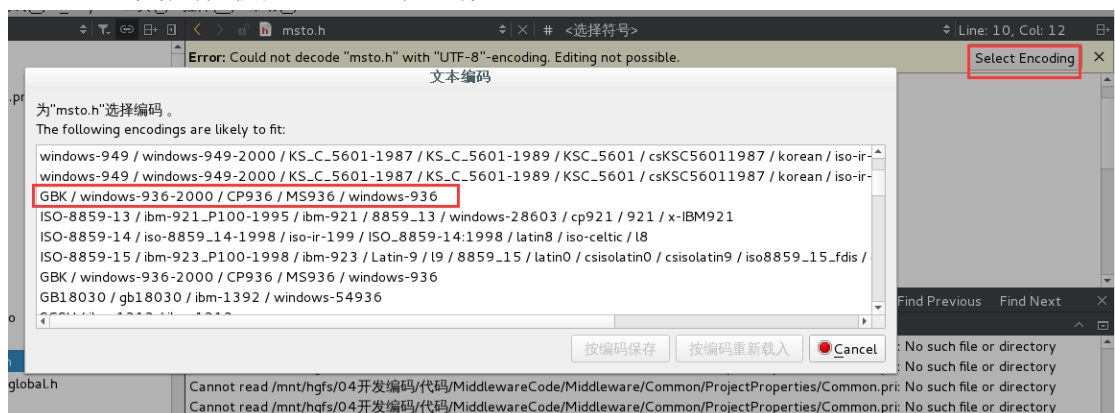 msto.h
# <选择符号>
Line: 10, Col: 12
Error: Could not decode "msto.h" with "UTF-8"-encoding. Editing not possible.
Select Encoding
文本编码
.pr
为"msto.h"选择编码 。
The following encodings are likely to fit:
windows-949 / windows-949-2000 / KS_C_5601-1987 / KS_C_5601-1989 / KSC_5601 / csKSC56011987 / korean / iso-ir-
windows-949 / windows-949-2000 / KS_C_5601-1987 / KS_C_5601-1989 / KSC_5601 / csKSC56011987 / korean / iso-ir-
GBK / windows-936-2000 / CP936 / MS936 / windows-936
ISO-8859-13 / ibm-921_P100-1995 / ibm-921 / 8859_13 / windows-28603 / cp921 / 921 / x-IBM921
ISO-8859-14 / iso-8859_14-1998 / iso-ir-199 / ISO_8859-14:1998 / latin8 / iso-celtic / l8
ISO-8859-15 / ibm-923_P100-1998 / ibm-923 / Latin-9 / l9 / 8859_15 / latin0 / csisolatin0 / csisolatin9 / iso8859_15_fdis /
GBK / windows-936-2000 / CP936 / MS936 / windows-936
GB18030 / gb18030 / ibm-1392 / windows-54936
Find Previous Find Next
o
按编码保存 按编码重新载入 Cancel
: No such file or directory
: No such file or directory
global.h
Cannot read /mnt/hgfs/04开发编码/代码/MiddlewareCode/Middleware/Common/ProjectProperties/Common.pri: No such file or directory
Cannot read /mnt/hgfs/04开发编码/代码/MiddlewareCode/Middleware/Common/ProjectProperties/Common.pri: No such file or directory